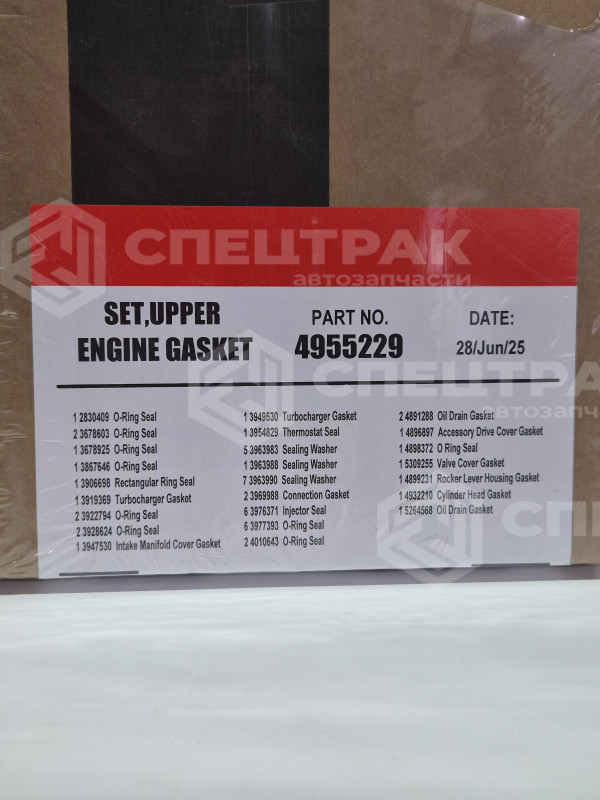 СПЕЦТРАК
автозапчасти
SET,UPPER
ENGINE GASKET
PART NO.
4955229
DATE:
28/Jun/25
1 2830409 O-Ring Seal
2 3678603 O-Ring Seal
1 3678925 O-Ring Seal
1 3867646 O-Ring Seal
1 3906698 Rectangular Ring Seal
1 3919369 Turbocharger Gasket
2 3922794 O-Ring Seal
2 3928624 O-Ring Seal
1 3947530 Intake Manifold Cover Gasket
1 3949530 Turbocharger Gasket
1 3954829 Thermostat Seal
5 3963983 Sealing Washer
1 3963988 Sealing Washer
7 3963990 Sealing Washer
2 3969988 Connection Gasket
6 3976371 Injector Seal
6 3977393 O-Ring Seal
2 4010643 O-Ring Seal
2 4891288 Oil Drain Gasket
1 4896897 Accessory Drive Cover Gasket
1 4898372 O Ring Seal
1 5309255 Valve Cover Gasket
1 4899231 Rocker Lever Housing Gasket
1 4932210 Cylinder Head Gasket
1 5264568 Oil Drain Gasket
СПЕЦТРАК
автозапчасти
СПЕЦ
автоза